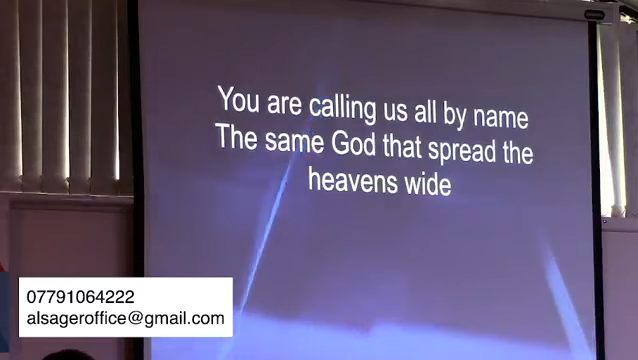 You are calling us all by name
The same God that spread the
heavens wide
07791064222
alsageroffice@gmail.com